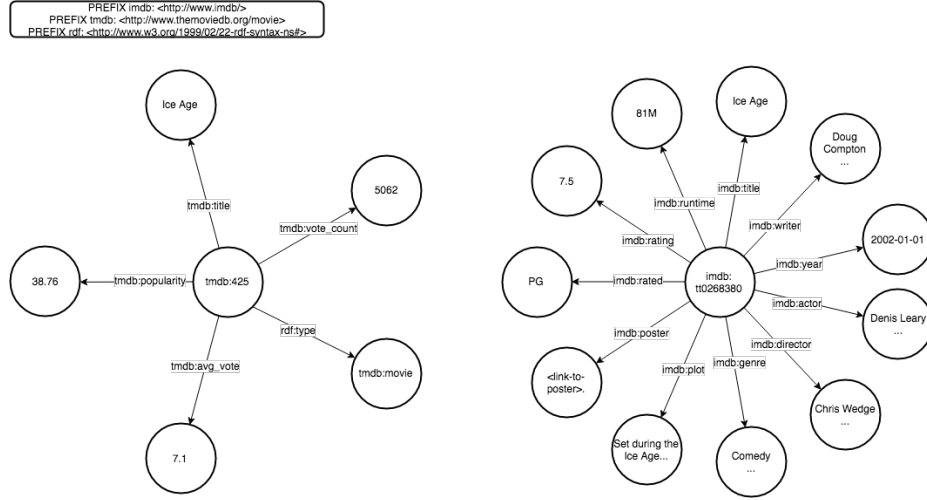 PREFIX imdb: <http://www.imdb/>
PREFIX tmdb: <http://www.themoviedb.org/movie>
PREFIX rdf: <http://www.w3.org/1999/02/22-rdf-syntax-ns#>
Ice Age
tmdb:title
5062
tmdb:vote_count
38.76
tmdb:popularity
tmdb:425
rdf:type
tmdb:movie
tmdb:avg_vote
7.1
81M
Ice Age
Doug
Compton
...
7.5
imdb:title
imdb:runtime
imdb:writer
imdb:rating
2002-01-01
imdb:year
PG
imdb:rated
imdb:
tt0268380
imdb:actor
Denis Leary
...
imdb:poster
imdb:director
imdb:plot
imdb:genre
<link-to-
poster>.
Chris Wedge
...
Set during the
Ice Age...
Comedy
...